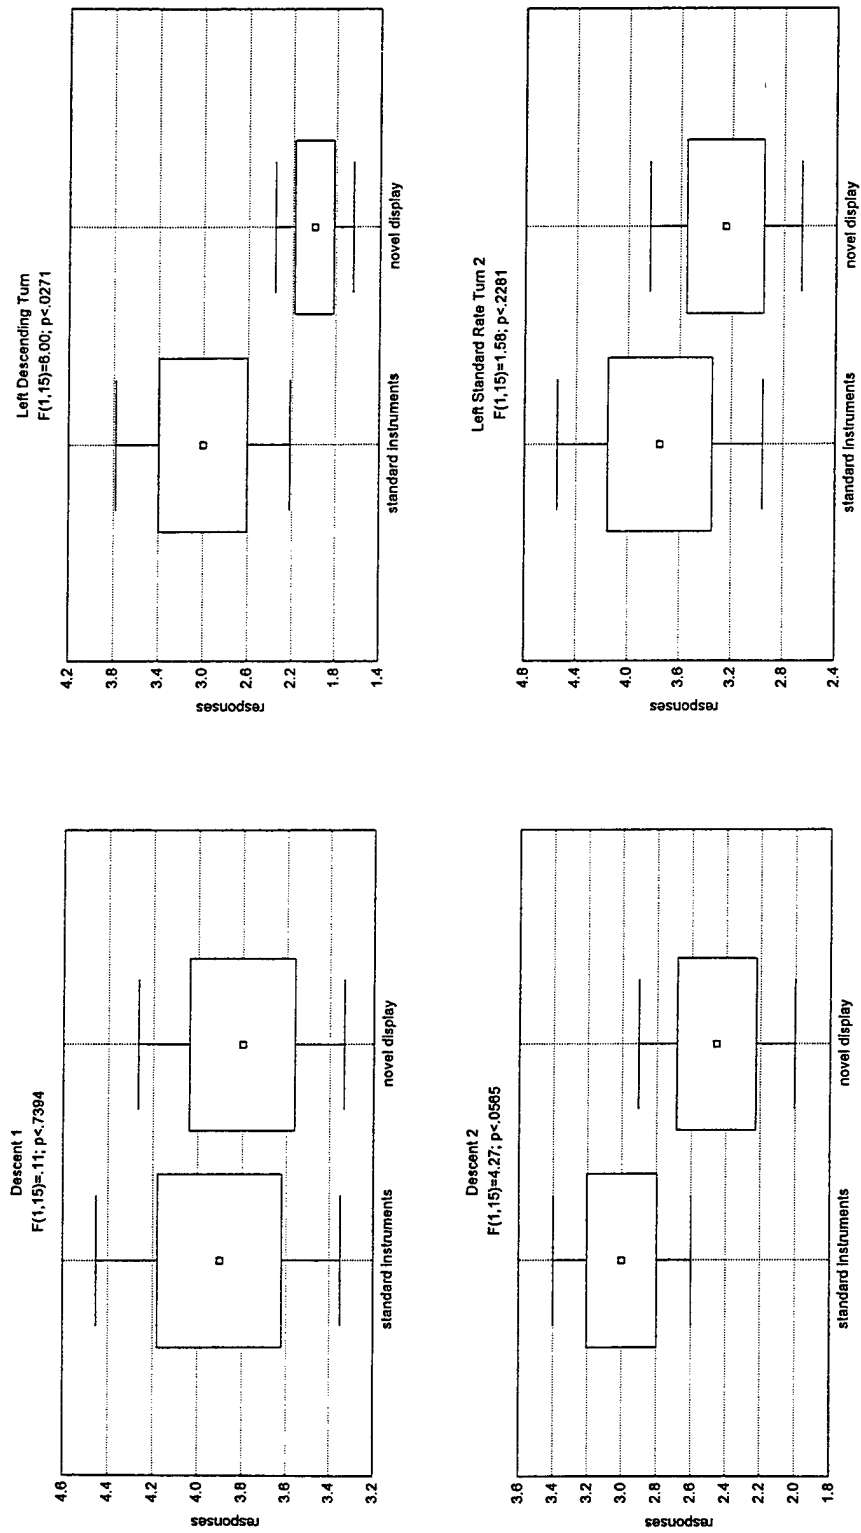 Descent 1
F(1,15)=.11; p<.7394
responses
4.6
4.4
4.2
4.0
3.8
3.6
3.4
3.2
standard instruments
novel display
Left Descending Turn
F(1,15)=6.00; p<.0271
responses
4.2
3.8
3.4
3.0
2.6
2.2
1.8
1.4
standard instruments
novel display
Descent 2
F(1,15)=4.27; p<.0565
responses
3.6
3.4
3.2
3.0
2.8
2.6
2.4
2.2
2.0
1.8
standard instruments
novel display
Left Standard Rate Turn 2
F(1,15)=1.58; p<.2281
responses
4.8
4.4
4.0
3.6
3.2
2.8
2.4
standard instruments
novel display